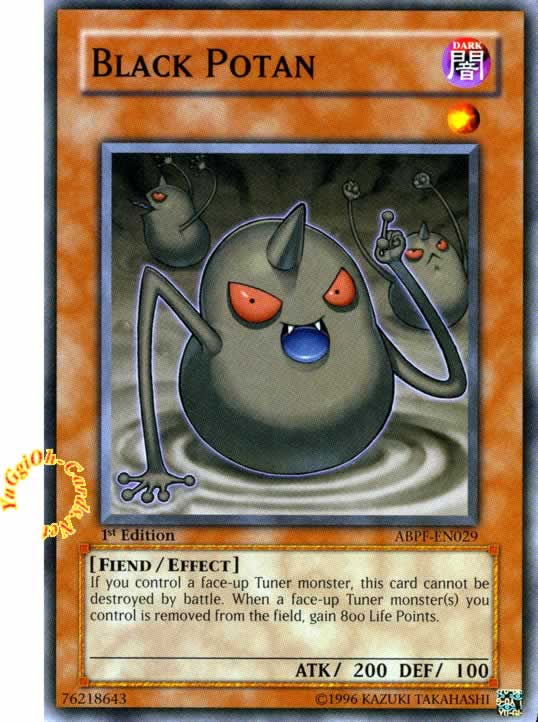 BLACK POTAN
DARK
闇
YuGgiOh-Cards.Net
1st Edition
ABPF-EN029
[FIEND / EFFECT]
If you control a face-up Tuner monster, this card cannot be
destroyed by battle. When a face-up Tuner monster(s) you
control is removed from the field, gain 800 Life Points.
ATK/ 200 DEF/ 100
76218643
©1996 KAZUKI TAKAHASHI